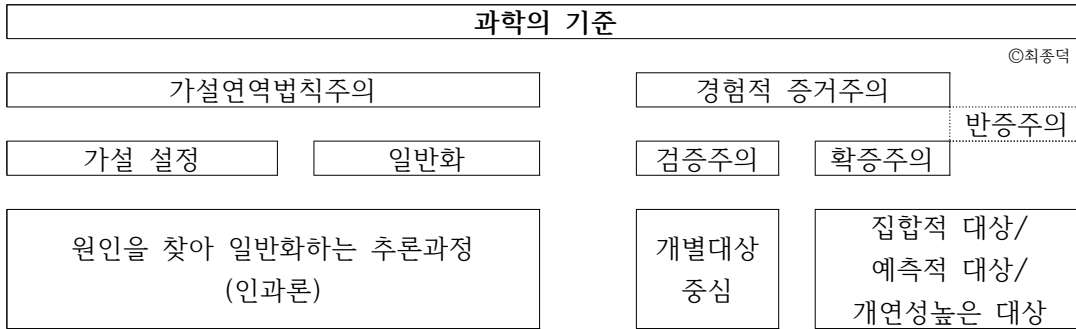 과학의 기준
©최종덕
가설연역법칙주의
경험적 증거주의
반증주의
가설 설정
일반화
검증주의
확증주의
원인을 찾아 일반화하는 추론과정
(인과론)
개별대상
중심
집합적 대상/
예측적 대상/
개연성높은 대상